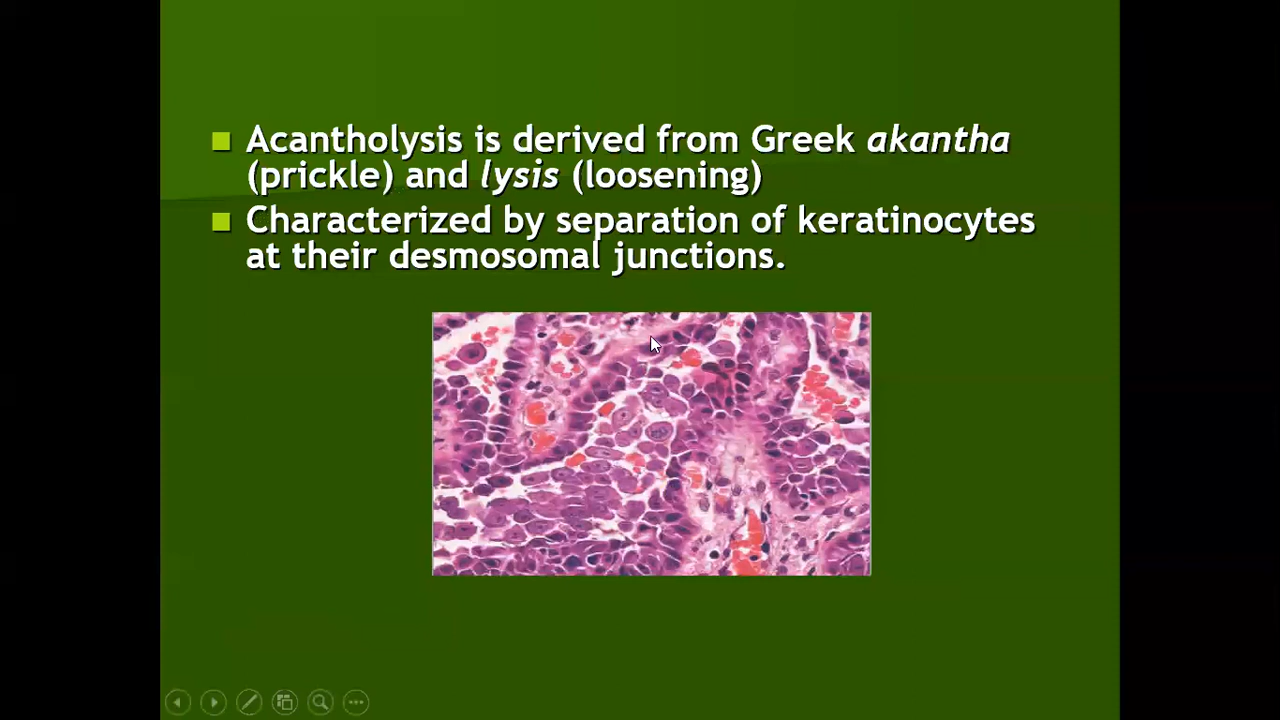 Acantholysis is derived from Greek akantha
(prickle) and lysis (loosening)
Characterized by separation of keratinocytes
at their desmosomal junctions.